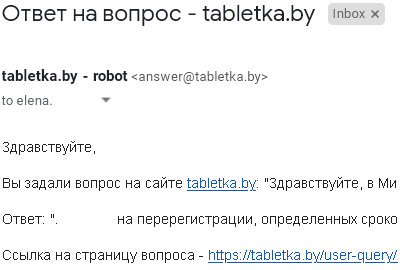 Ответ на вопрос - tabletka.by Inbox ×
tabletka.by - robot <answer@tabletka.by>
to elena.
Здравствуйте,
Вы задали вопрос на сайте tabletka.by: "Здравствуйте, в Ми
Ответ: ". на перерегистрации, определенных сроко
Ссылка на страницу вопроса - https://tabletka.by/user-query/